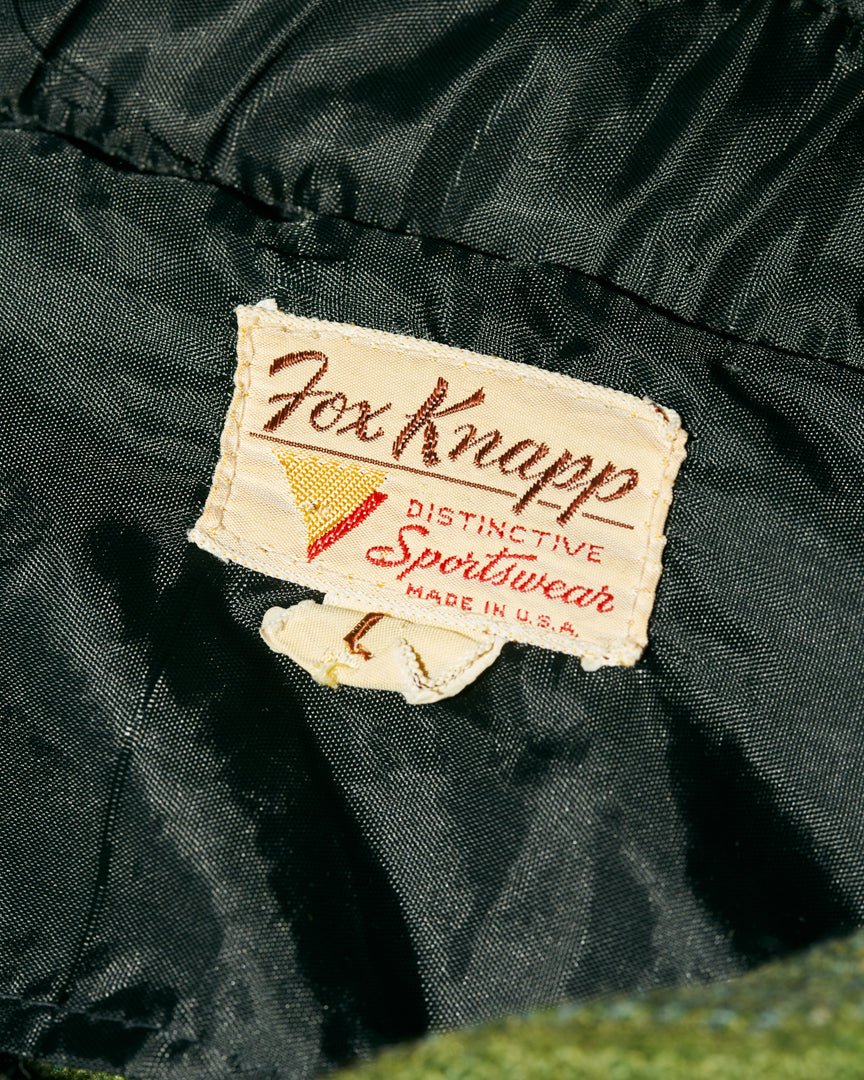 Fox Knapp
DISTINCTIVE
Sportswear
MADE IN U.S.A.
L